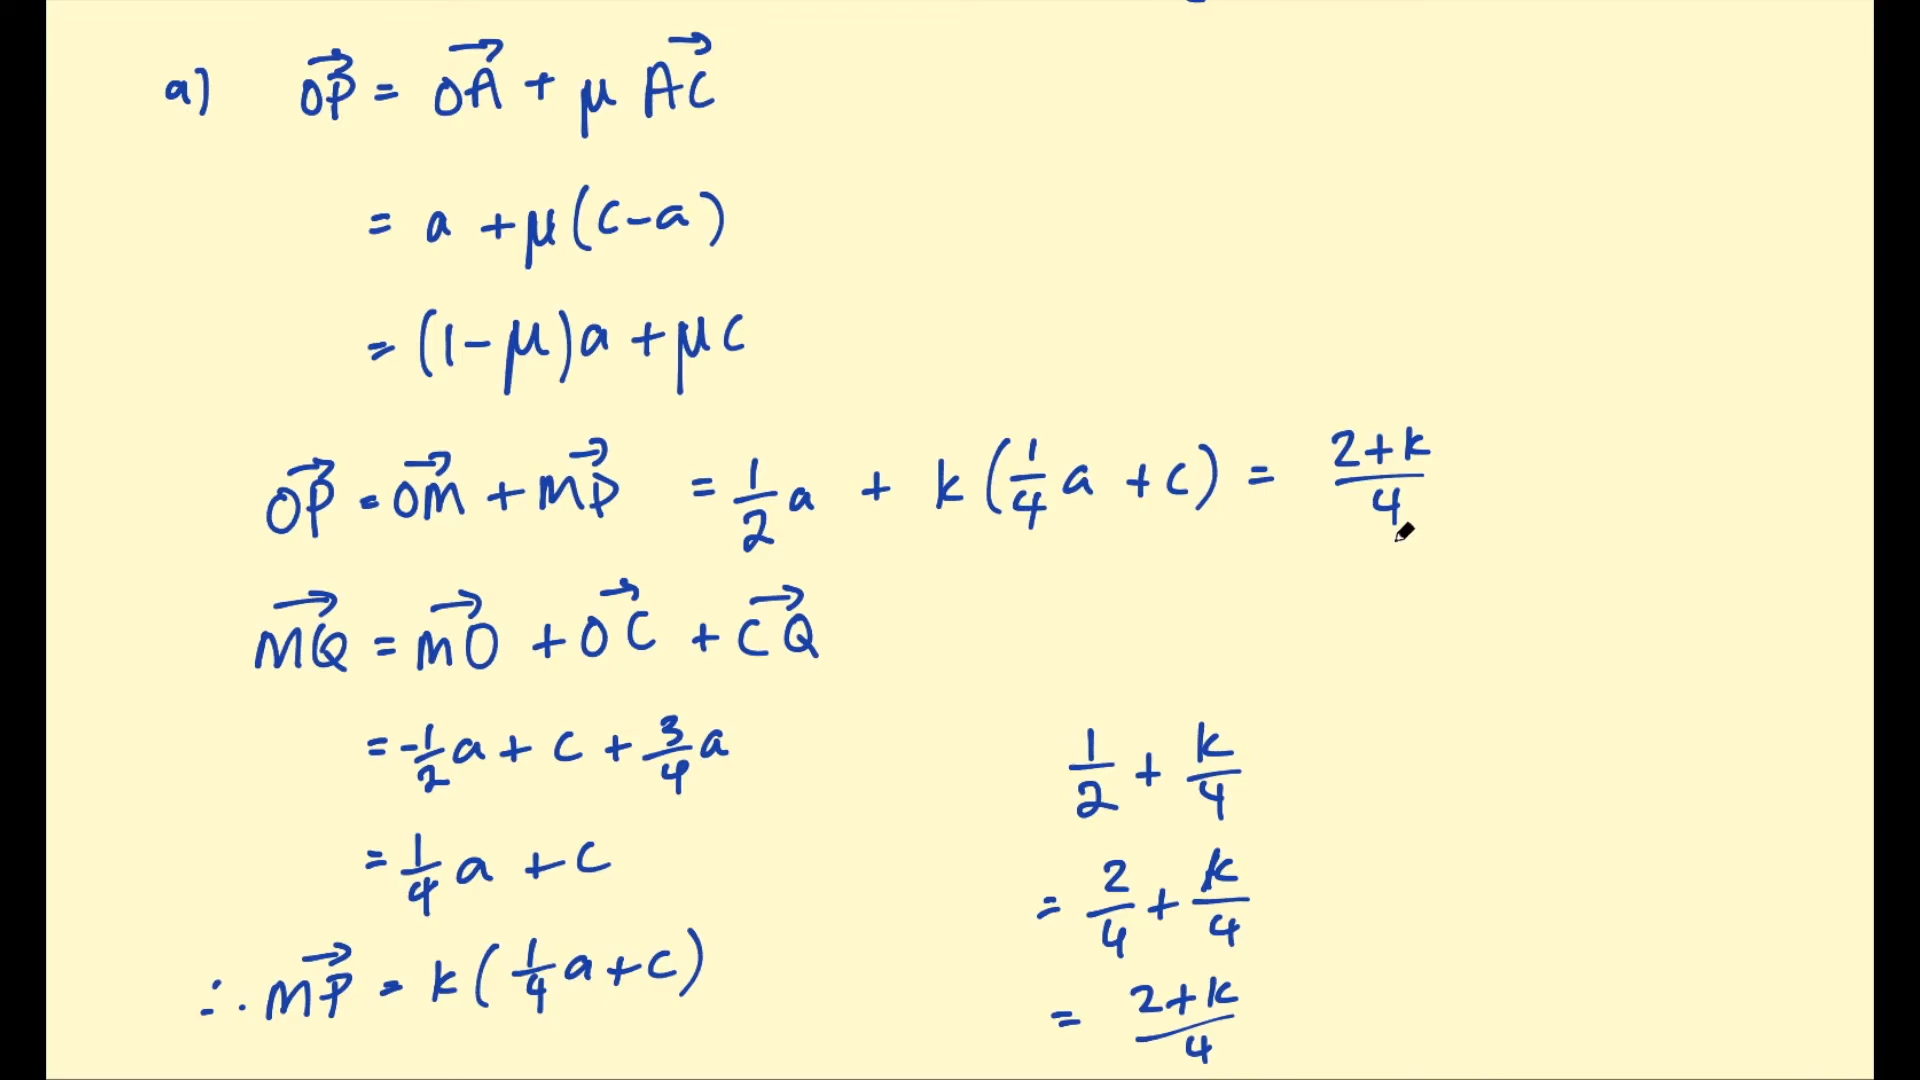 a) OP→ = OA→ + μ AC→
= a + μ(c-a)
= (1-μ)a + μc
OP→ = OM→ + MP→ = 1/2 a + k(1/4 a + c) = (2+k)/4
MQ→ = MO→ + OC→ + CQ→
= -1/2 a + c + 3/4 a
= 1/4 a + c
∴ MP→ = k(1/4 a + c)
1/2 + k/4
= 2/4 + k/4
= (2+k)/4